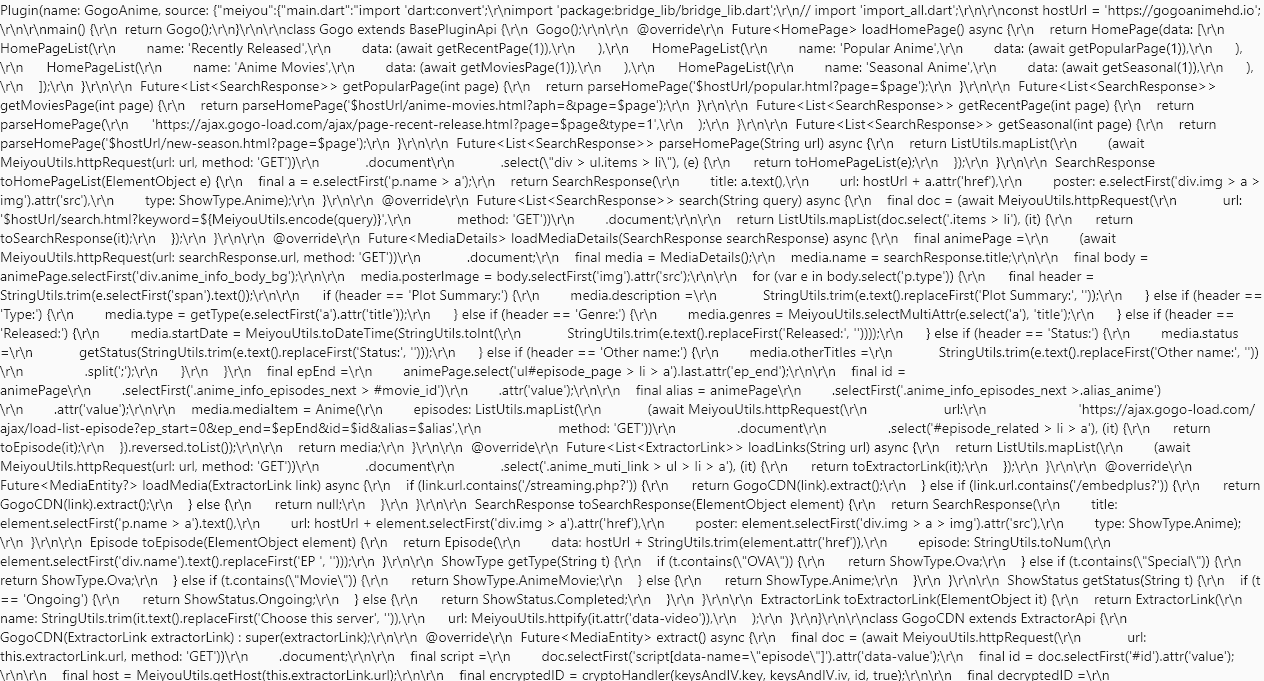 Plugin(name: GogoAnime, source: {"meiyou":{"main.dart":"import 'dart:convert';\r\nimport 'package:bridge_lib/bridge_lib.dart';\r\n// import 'import_all.dart';\r\n\r\nconst hostUrl = 'https://gogoanimehd.io';
\r\n\r\nmain() {\r\n  return Gogo();\r\n}\r\n\r\nclass Gogo extends BasePluginApi {\r\n  Gogo();\r\n\r\n  @override\r\n  Future<HomePage> loadHomePage() async {\r\n    return HomePage(data: [\r\n
HomePageList(\r\n        name: 'Recently Released',\r\n        data: (await getRecentPage(1)),\r\n      ),\r\n      HomePageList(\r\n        name: 'Popular Anime',\r\n        data: (await getPopularPage(1)),\r\n      ),
\r\n      HomePageList(\r\n        name: 'Anime Movies',\r\n        data: (await getMoviesPage(1)),\r\n      ),\r\n      HomePageList(\r\n        name: 'Seasonal Anime',\r\n        data: (await getSeasonal(1)),\r\n      ),
\r\n    ]);\r\n  }\r\n\r\n  Future<List<SearchResponse>> getPopularPage(int page) {\r\n    return parseHomePage('$hostUrl/popular.html?page=$page');\r\n  }\r\n\r\n  Future<List<SearchResponse>>
getMoviesPage(int page) {\r\n    return parseHomePage('$hostUrl/anime-movies.html?aph=&page=$page');\r\n  }\r\n\r\n  Future<List<SearchResponse>> getRecentPage(int page) {\r\n    return
parseHomePage(\r\n      'https://ajax.gogo-load.com/ajax/page-recent-release.html?page=$page&type=1',\r\n    );\r\n  }\r\n\r\n  Future<List<SearchResponse>> getSeasonal(int page) {\r\n    return
parseHomePage('$hostUrl/new-season.html?page=$page');\r\n  }\r\n\r\n  Future<List<SearchResponse>> parseHomePage(String url) async {\r\n    return ListUtils.mapList(\r\n        (await
MeiyouUtils.httpRequest(url: url, method: 'GET'))\r\n            .document\r\n            .select(\"div > ul.items > li\"), (e) {\r\n      return toHomePageList(e);\r\n    });\r\n  }\r\n\r\n  SearchResponse
toHomePageList(ElementObject e) {\r\n    final a = e.selectFirst('p.name > a');\r\n    return SearchResponse(\r\n        title: a.text(),\r\n        url: hostUrl + a.attr('href'),\r\n        poster: e.selectFirst('div.img > a >
img').attr('src'),\r\n        type: ShowType.Anime);\r\n  }\r\n\r\n  @override\r\n  Future<List<SearchResponse>> search(String query) async {\r\n    final doc = (await MeiyouUtils.httpRequest(\r\n            url:
'$hostUrl/search.html?keyword=${MeiyouUtils.encode(query)}',\r\n            method: 'GET'))\r\n        .document;\r\n\r\n    return ListUtils.mapList(doc.select('.items > li'), (it) {\r\n      return
toSearchResponse(it);\r\n    });\r\n  }\r\n\r\n  @override\r\n  Future<MediaDetails> loadMediaDetails(SearchResponse searchResponse) async {\r\n    final animePage =\r\n        (await
MeiyouUtils.httpRequest(url: searchResponse.url, method: 'GET'))\r\n            .document;\r\n    final media = MediaDetails();\r\n    media.name = searchResponse.title;\r\n\r\n    final body =
animePage.selectFirst('div.anime_info_body_bg');\r\n\r\n    media.posterImage = body.selectFirst('img').attr('src');\r\n\r\n    for (var e in body.select('p.type')) {\r\n      final header =
StringUtils.trim(e.selectFirst('span').text());\r\n\r\n      if (header == 'Plot Summary:') {\r\n        media.description =\r\n            StringUtils.trim(e.text().replaceFirst('Plot Summary:', ''));\r\n      } else if (header ==
'Type:') {\r\n        media.type = getType(e.selectFirst('a').attr('title'));\r\n      } else if (header == 'Genre:') {\r\n        media.genres = MeiyouUtils.selectMultiAttr(e.select('a'), 'title');\r\n      } else if (header ==
'Released:') {\r\n        media.startDate = MeiyouUtils.toDateTime(StringUtils.toInt(\r\n            StringUtils.trim(e.text().replaceFirst('Released:', ''))));\r\n      } else if (header == 'Status:') {\r\n        media.status
=\r\n            getStatus(StringUtils.trim(e.text().replaceFirst('Status:', '')));\r\n      } else if (header == 'Other name:') {\r\n        media.otherTitles =\r\n            StringUtils.trim(e.text().replaceFirst('Other name:', ''))
\r\n                .split(';');\r\n      }\r\n    }\r\n    final epEnd =\r\n        animePage.select('ul#episode_page > li > a').last.attr('ep_end');\r\n\r\n    final id =
animePage\r\n        .selectFirst('.anime_info_episodes_next > #movie_id')\r\n        .attr('value');\r\n\r\n    final alias = animePage\r\n        .selectFirst('.anime_info_episodes_next >.alias_anime')
\r\n        .attr('value');\r\n\r\n    media.mediaItem = Anime(\r\n        episodes: ListUtils.mapList(\r\n            (await MeiyouUtils.httpRequest(\r\n                    url:\r\n                        'https://ajax.gogo-load.com/
ajax/load-list-episode?ep_start=0&ep_end=$epEnd&id=$id&alias=$alias',\r\n                    method: 'GET'))\r\n                .document\r\n                .select('#episode_related > li > a'), (it) {\r\n      return
toEpisode(it);\r\n    }).reversed.toList());\r\n\r\n    return media;\r\n  }\r\n\r\n  @override\r\n  Future<List<ExtractorLink>> loadLinks(String url) async {\r\n    return ListUtils.mapList(\r\n        (await
MeiyouUtils.httpRequest(url: url, method: 'GET'))\r\n            .document\r\n            .select('.anime_muti_link > ul > li > a'), (it) {\r\n      return toExtractorLink(it);\r\n    });\r\n  }\r\n\r\n  @override\r\n
Future<MediaEntity?> loadMedia(ExtractorLink link) async {\r\n    if (link.url.contains('/streaming.php?')) {\r\n      return GogoCDN(link).extract();\r\n    } else if (link.url.contains('/embedplus?')) {\r\n      return
GogoCDN(link).extract();\r\n    } else {\r\n      return null;\r\n    }\r\n  }\r\n\r\n  SearchResponse toSearchResponse(ElementObject element) {\r\n    return SearchResponse(\r\n        title:
element.selectFirst('p.name > a').text(),\r\n        url: hostUrl + element.selectFirst('div.img > a').attr('href'),\r\n        poster: element.selectFirst('div.img > a > img').attr('src'),\r\n        type: ShowType.Anime);
\r\n  }\r\n\r\n  Episode toEpisode(ElementObject element) {\r\n    return Episode(\r\n        data: hostUrl + StringUtils.trim(element.attr('href')),\r\n        episode: StringUtils.toNum(\r\n
element.selectFirst('div.name').text().replaceFirst('EP ', '')));\r\n  }\r\n\r\n  ShowType getType(String t) {\r\n    if (t.contains(\"OVA\")) {\r\n      return ShowType.Ova;\r\n    } else if (t.contains(\"Special\")) {\r\n
return ShowType.Ova;\r\n    } else if (t.contains(\"Movie\")) {\r\n      return ShowType.AnimeMovie;\r\n    } else {\r\n      return ShowType.Anime;\r\n    }\r\n  }\r\n\r\n  ShowStatus getStatus(String t) {\r\n    if (t
== 'Ongoing') {\r\n      return ShowStatus.Ongoing;\r\n    } else {\r\n      return ShowStatus.Completed;\r\n    }\r\n  }\r\n\r\n  ExtractorLink toExtractorLink(ElementObject it) {\r\n    return ExtractorLink(\r\n
name: StringUtils.trim(it.text().replaceFirst('Choose this server', '')),\r\n      url: MeiyouUtils.httpify(it.attr('data-video')),\r\n    );\r\n  }\r\n}\r\n\r\nclass GogoCDN extends ExtractorApi {\r\n
GogoCDN(ExtractorLink extractorLink) : super(extractorLink);\r\n\r\n  @override\r\n  Future<MediaEntity> extract() async {\r\n    final doc = (await MeiyouUtils.httpRequest(\r\n            url:
this.extractorLink.url, method: 'GET'))\r\n        .document;\r\n\r\n    final script =\r\n        doc.selectFirst('script[data-name=\"episode\"]').attr('data-value');\r\n    final id = doc.selectFirst('#id').attr('value');
\r\n\r\n    final host = MeiyouUtils.getHost(this.extractorLink.url);\r\n\r\n    final encryptedID = cryptoHandler(keysAndIV.key, keysAndIV.iv, id, true);\r\n\r\n    final decryptedID =\r\n